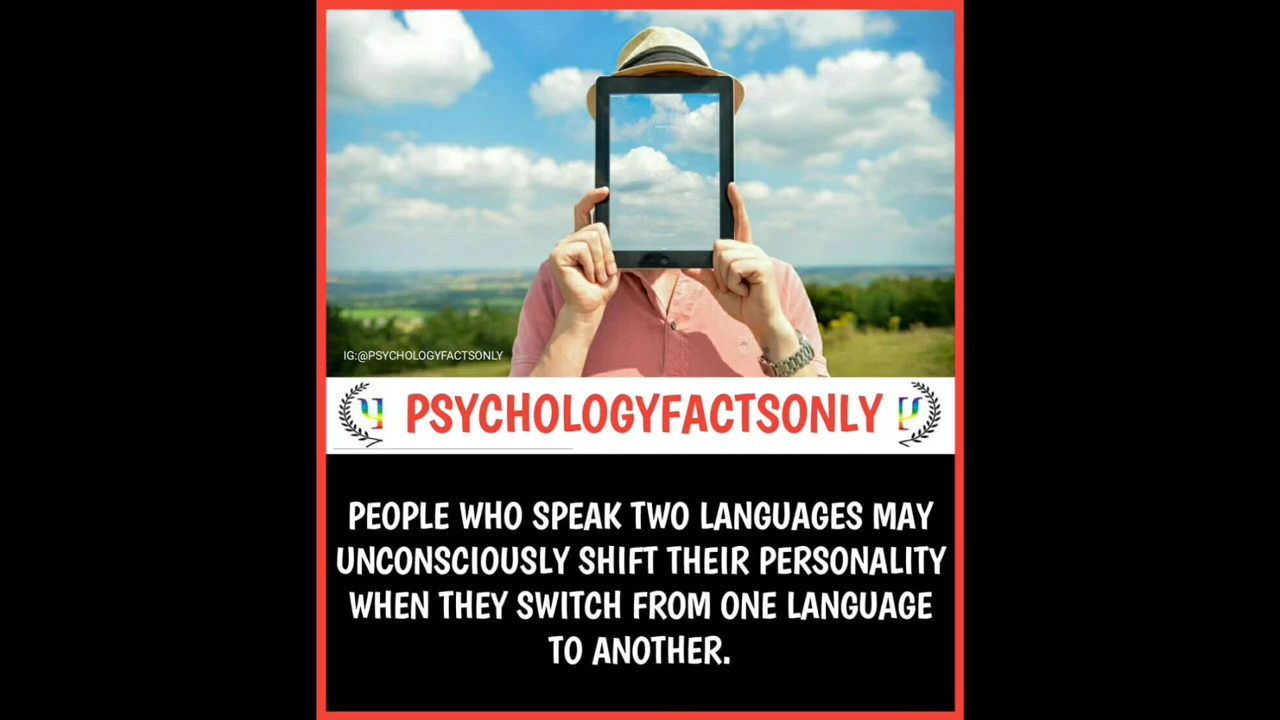 IG:@PSYCHOLOGYFACTSONLY
PSYCHOLOGYFACTSONLY
PEOPLE WHO SPEAK TWO LANGUAGES MAY
UNCONSCIOUSLY SHIFT THEIR PERSONALITY
WHEN THEY SWITCH FROM ONE LANGUAGE
TO ANOTHER.